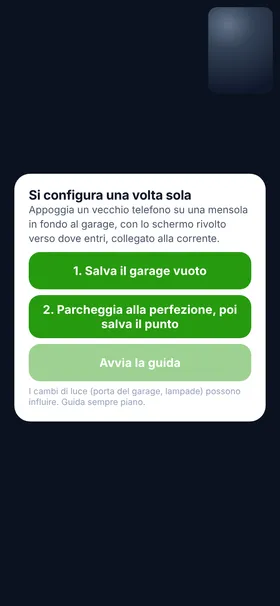 Si configura una volta sola
Appoggia un vecchio telefono su una mensola
in fondo al garage, con lo schermo rivolto
verso dove entri, collegato alla corrente.
1. Salva il garage vuoto
2. Parcheggia alla perfezione, poi
salva il punto
Avvia la guida
I cambi di luce (porta del garage, lampade) possono
influire. Guida sempre piano.